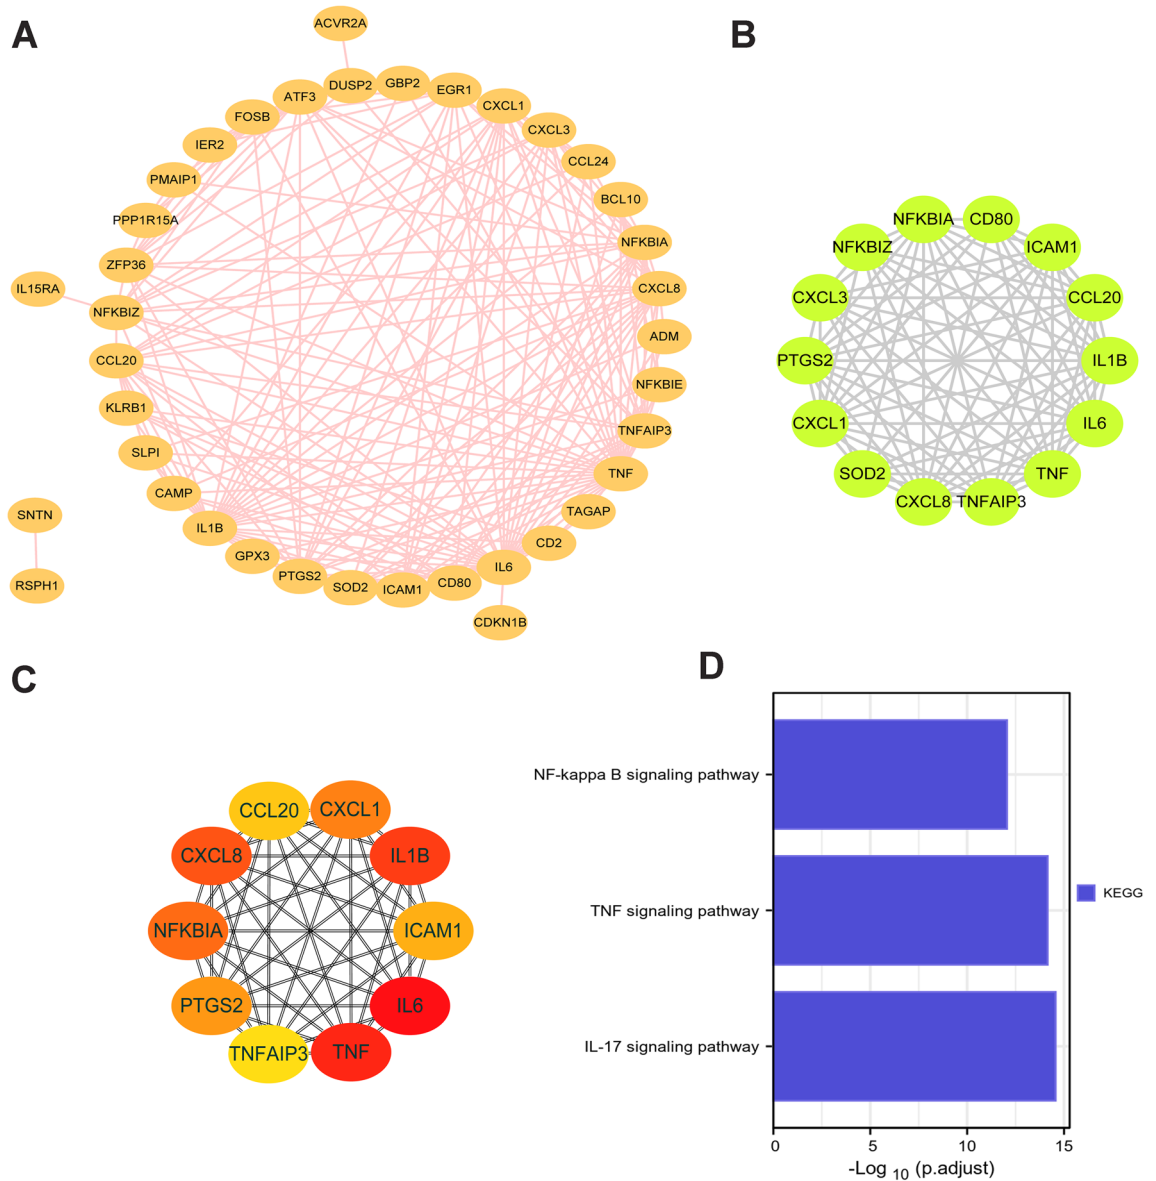 A
ACVR2A
DUSP2
GBP2
EGR1
ATF3
CXCL1
FOSB
CXCL3
IER2
CCL24
PMAIP1
BCL10
PPP1R15A
NFKBIA
ZFP36
CXCL8
IL15RA
NFKBIZ
ADM
CCL20
NFKBIE
KLRB1
TNFAIP3
SLPI
TNF
CAMP
TAGAP
IL1B
CD2
GPX3
IL6
PTGS2
SOD2
ICAM1
CD80
CDKN1B
SNTN
RSPH1
B
NFKBIA
CD80
NFKBIZ
ICAM1
CXCL3
CCL20
PTGS2
IL1B
CXCL1
IL6
SOD2
TNF
CXCL8
TNFAIP3
C
CCL20
CXCL1
CXCL8
IL1B
NFKBIA
ICAM1
PTGS2
IL6
TNFAIP3
TNF
D
NF-kappa B signaling pathway
TNF signaling pathway
IL-17 signaling pathway
KEGG
0 5 10 15
-Log 10 (p.adjust)